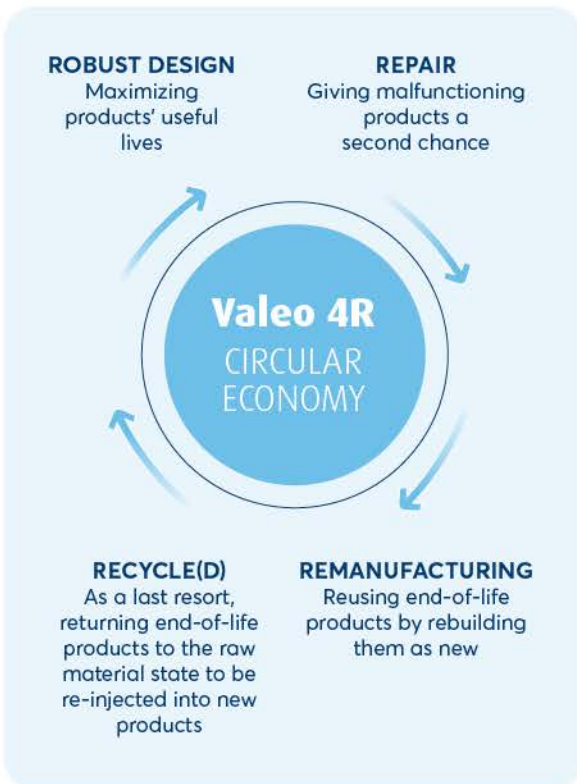 ROBUST DESIGN
Maximizing
products' useful
lives
REPAIR
Giving malfunctioning
products a
second chance
Valeo 4R
CIRCULAR
ECONOMY
RECYCLE(D)
As a last resort,
returning end-of-life
products to the raw
material state to be
re-injected into new
products
REMANUFACTURING
Reusing end-of-life
products by rebuilding
them as new